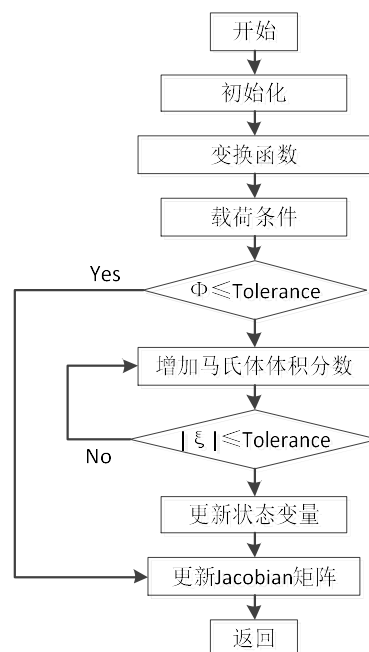 开始
初始化
变换函数
载荷条件
Yes
Φ≤Tolerance
增加马氏体体积分数
|ξ|≤Tolerance
No
更新状态变量
更新Jacobian矩阵
返回